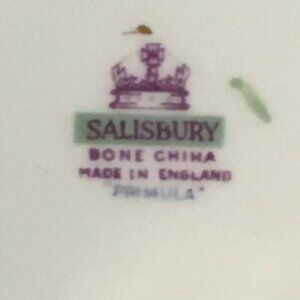 SALISBURY
BONE CHINA
MADE IN ENGLAND
"PRIMULA"